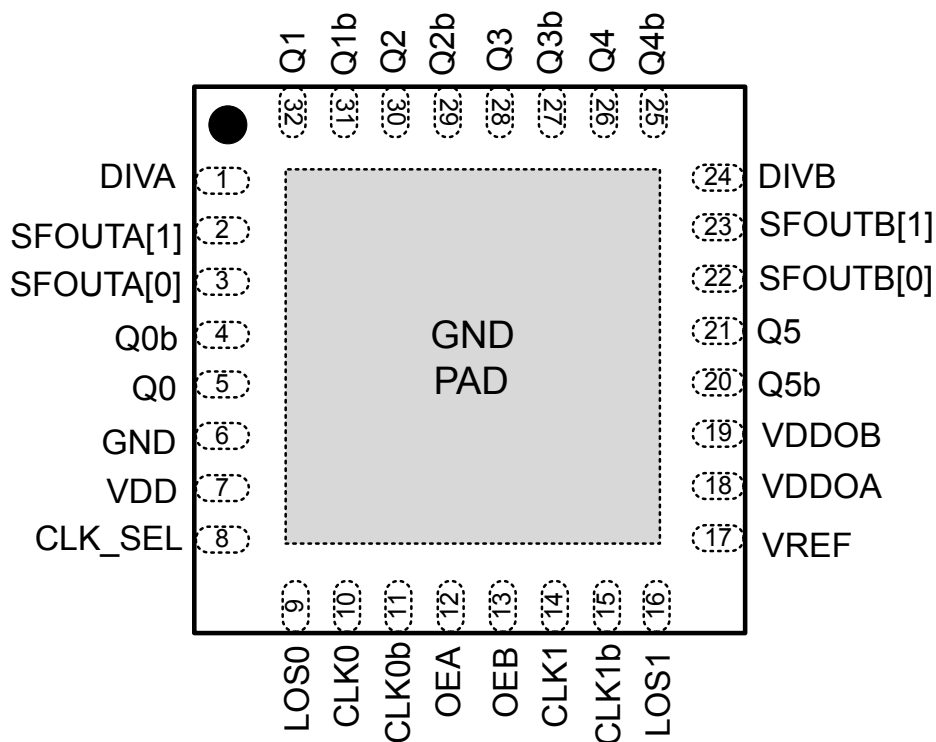 Q1
Q1b
Q2
Q2b
Q3
Q3b
Q4
Q4b
32
31
30
29
28
27
26
25
DIVA 1
SFOUTA[1] 2
SFOUTA[0] 3
Q0b 4
Q0 5
GND 6
VDD 7
CLK_SEL 8
GND
PAD
24 DIVB
23 SFOUTB[1]
22 SFOUTB[0]
21 Q5
20 Q5b
19 VDDOB
18 VDDOA
17 VREF
9
10
11
12
13
14
15
16
LOS0
CLK0
CLK0b
OEA
OEB
CLK1
CLK1b
LOS1